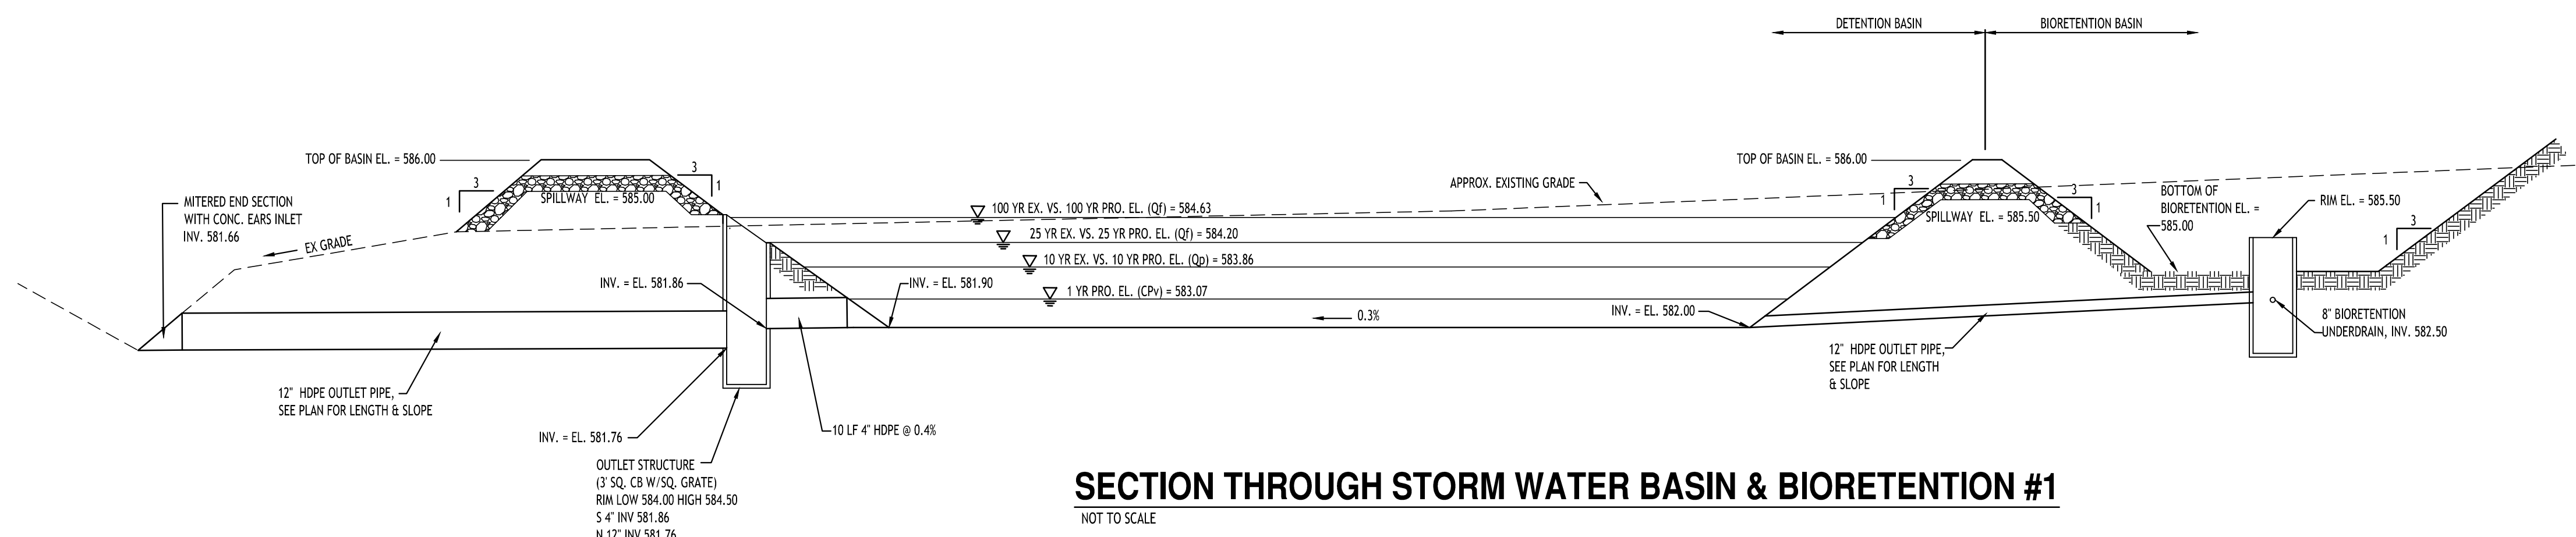 DETENTION BASIN
BIORETENTION BASIN
TOP OF BASIN EL. = 586.00
3
1
3
1
SPILLWAY EL. = 585.00
MITERED END SECTION
WITH CONC. EARS INLET
INV. 581.66
EX GRADE
100 YR EX. VS. 100 YR PRO. EL. (Qf) = 584.63
25 YR EX. VS. 25 YR PRO. EL. (Qf) = 584.20
10 YR EX. VS. 10 YR PRO. EL. (Qp) = 583.86
1 YR PRO. EL. (CPv) = 583.07
APPROX. EXISTING GRADE
TOP OF BASIN EL. = 586.00
3
1
3
1
SPILLWAY EL. = 585.50
BOTTOM OF
BIORETENTION EL. =
585.00
RIM EL. = 585.50
3
1
INV. = EL. 581.86
INV. = EL. 581.90
0.3%
INV. = EL. 582.00
8" BIORETENTION
UNDERDRAIN, INV. 582.50
12" HDPE OUTLET PIPE,
SEE PLAN FOR LENGTH
& SLOPE
12" HDPE OUTLET PIPE,
SEE PLAN FOR LENGTH & SLOPE
INV. = EL. 581.76
10 LF 4" HDPE @ 0.4%
OUTLET STRUCTURE
(3' SQ. CB W/SQ. GRATE)
RIM LOW 584.00 HIGH 584.50
S 4" INV 581.86
N 12" INV 581.76
SECTION THROUGH STORM WATER BASIN & BIORETENTION #1
NOT TO SCALE